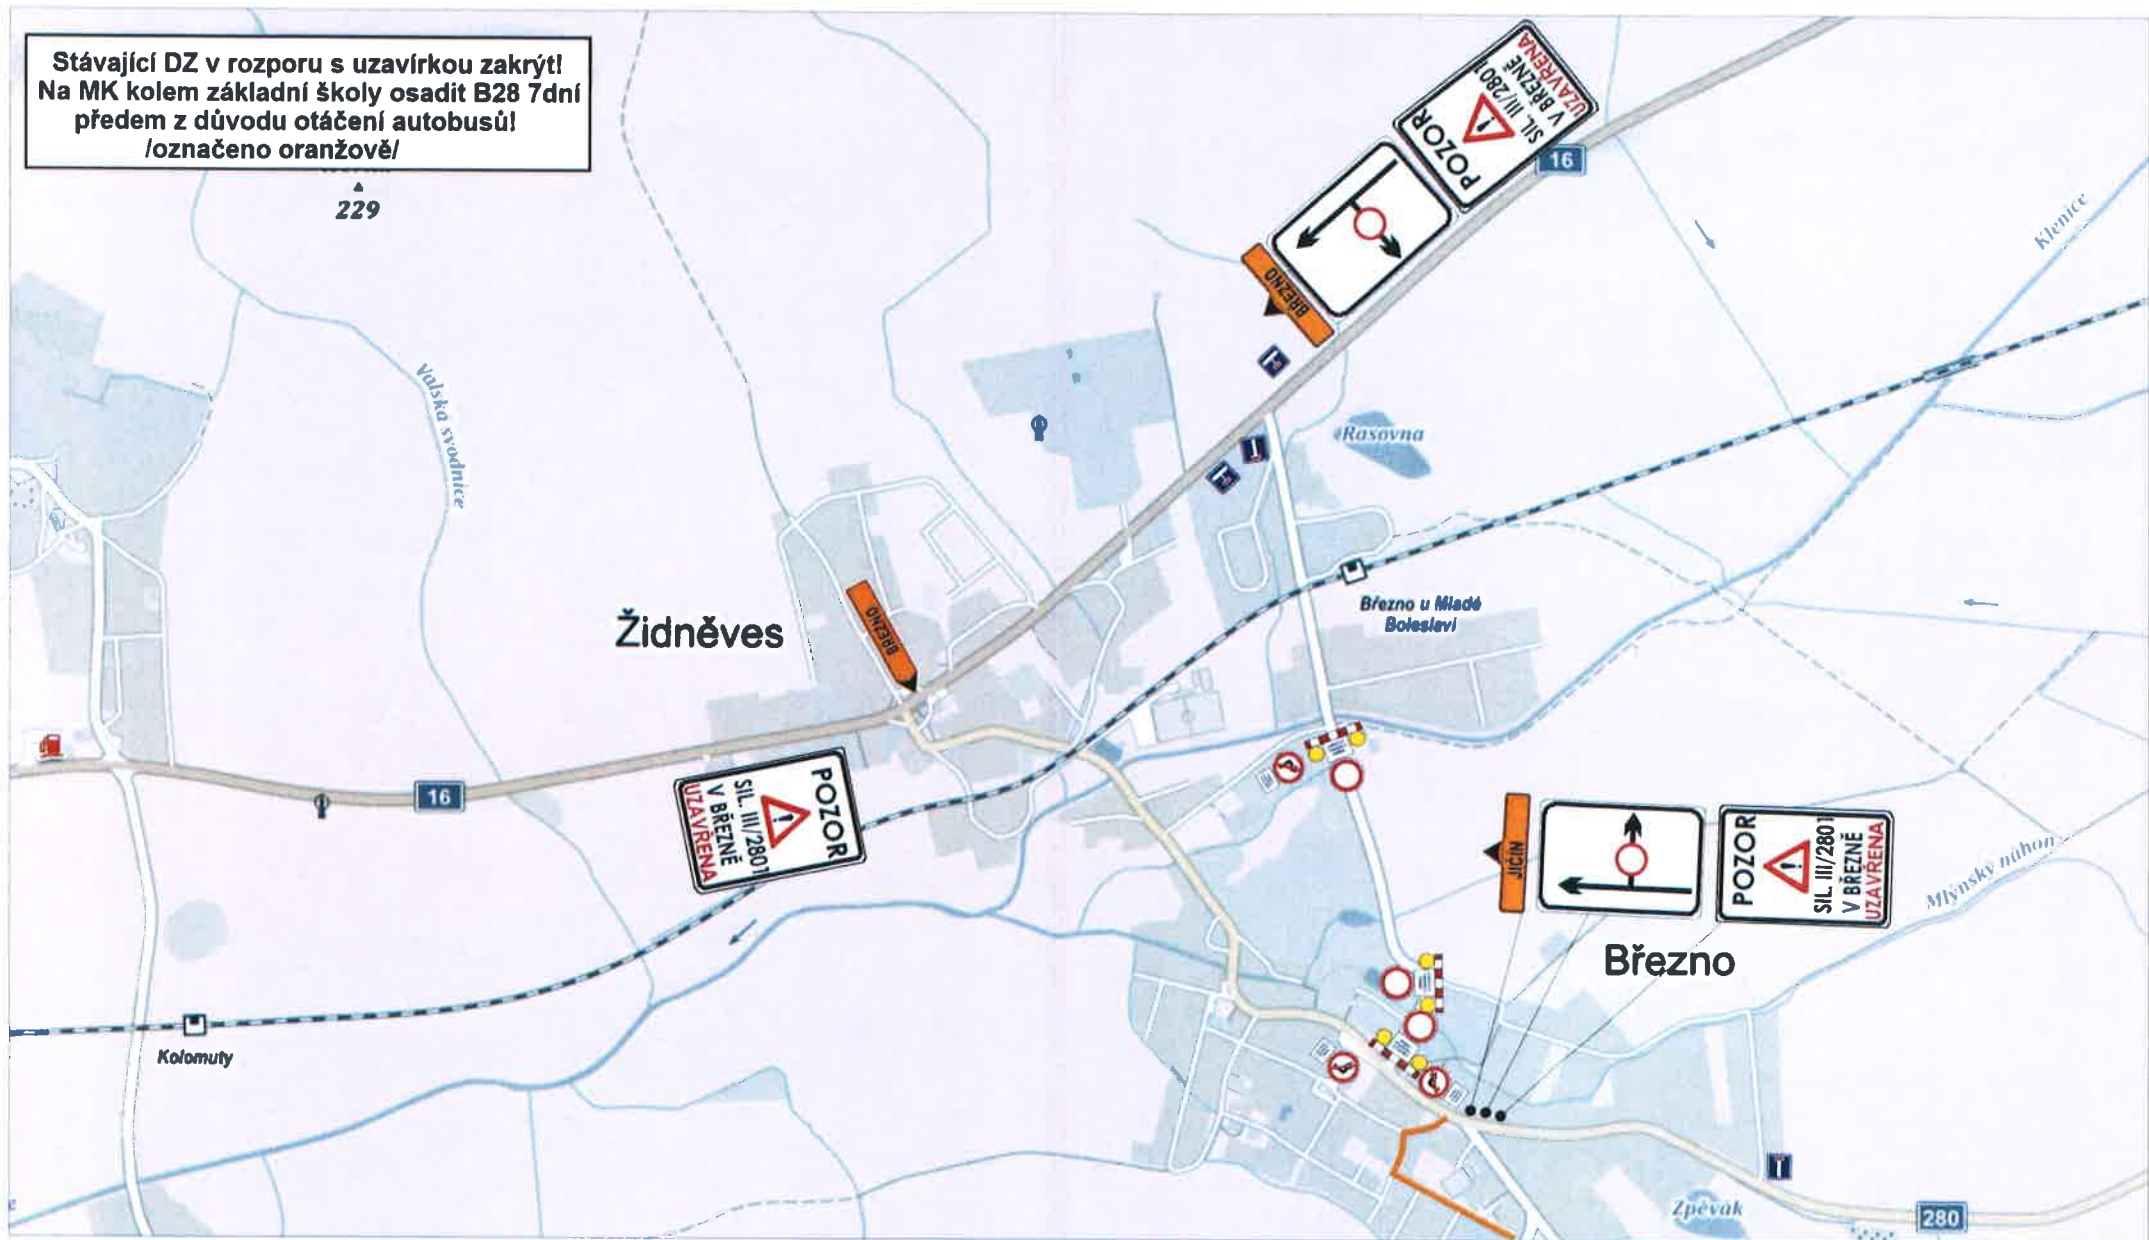 Stávající DZ v rozporu s uzavírkou zakrýt!
Na MK kolem základní školy osadit B28 7dní
předem z důvodu otáčení autobusů!
/označeno oranžově/
229
POZOR
SIL. III/2801
V BŘEZNĚ
UZAVŘENA
16
Klenice
BŘEZNO
Valská svodnice
Rasovna
Březno u Mladé
Boleslavi
Židněves
BŘEZNO
16
POZOR
SIL. III/2801
V BŘEZNĚ
UZAVŘENA
JIČÍN
POZOR
SIL. III/2801
V BŘEZNĚ
UZAVŘENA
Mlýnský náhon
Březno
Kolomuty
Zpěvák
280